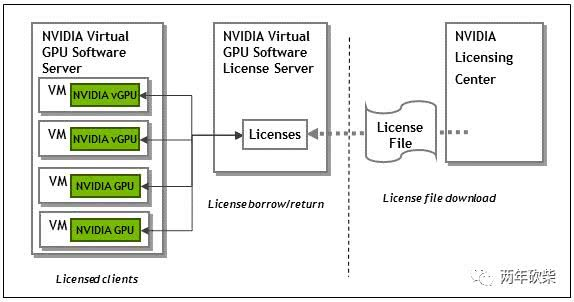 NVIDIA Virtual
GPU Software
Server
VM NVIDIA vGPU
VM NVIDIA vGPU
VM NVIDIA GPU
VM NVIDIA GPU
Licensed clients
NVIDIA Virtual
GPU Software
License Server
Licenses
License borrow/return
License
File
License file download
NVIDIA
Licensing
Center
两年砍柴